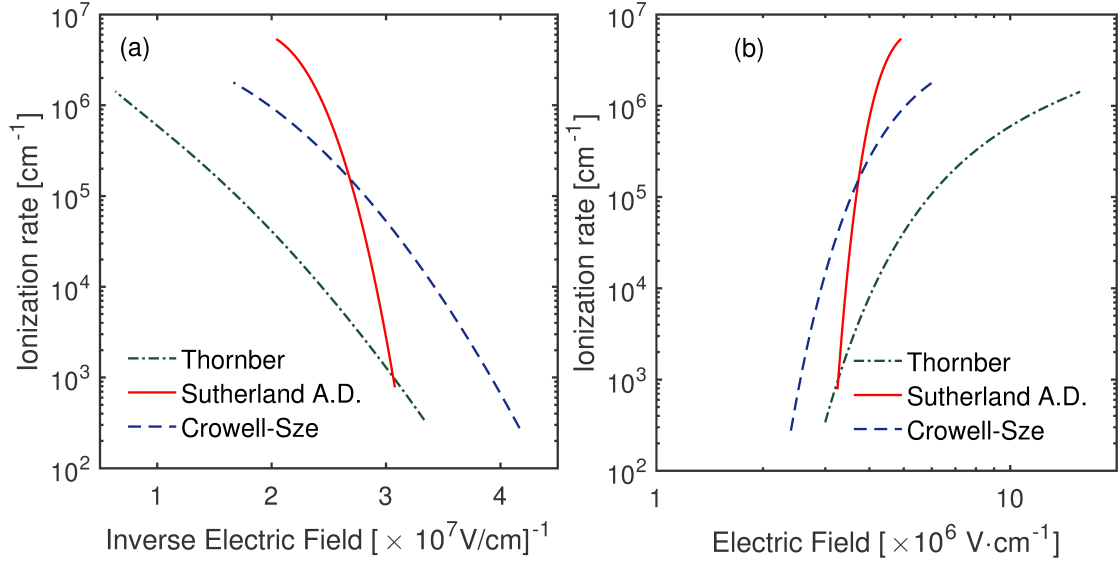 (a)
10^7
10^6
10^5
10^4
10^3
10^2
Ionization rate [cm^-1]
Thornber
Sutherland A.D.
Crowell-Sze
1 2 3 4
Inverse Electric Field [ × 10^7V/cm]^-1
(b)
10^7
10^6
10^5
10^4
10^3
10^2
Ionization rate [cm^-1]
Thornber
Sutherland A.D.
Crowell-Sze
1 10
Electric Field [ ×10^6 V·cm^-1]